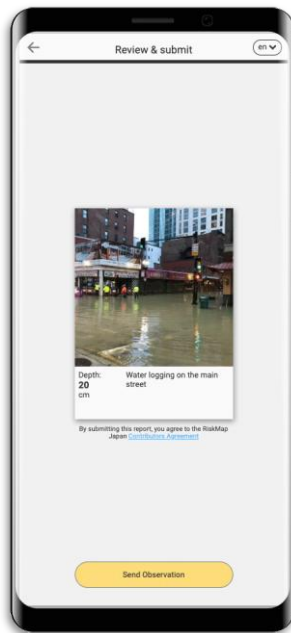 Review & submit
en
Depth:
20
cm
Water logging on the main
street
By submitting this report, you agree to the RiskMap
Japan Contributors Agreement
Send Observation